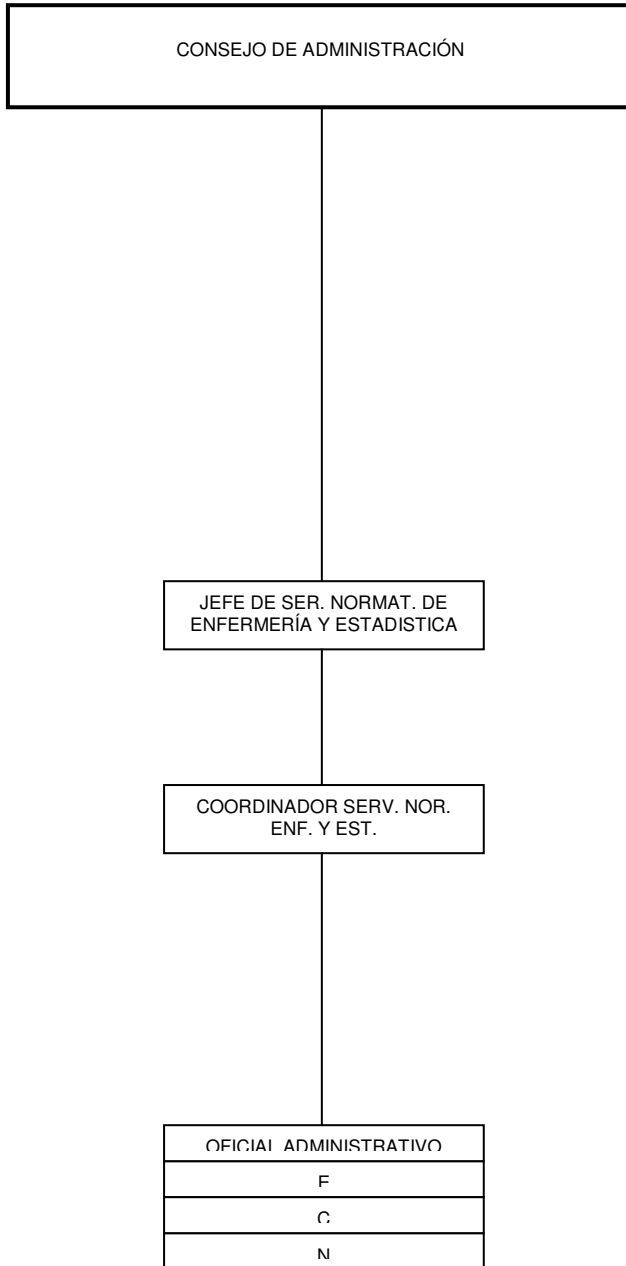 CONSEJO DE ADMINISTRACIÓN
JEFE DE SER. NORMAT. DE
ENFERMERÍA Y ESTADISTICA
COORDINADOR SERV. NOR.
ENF. Y EST.
OFICIAL ADMINISTRATIVO
C
N